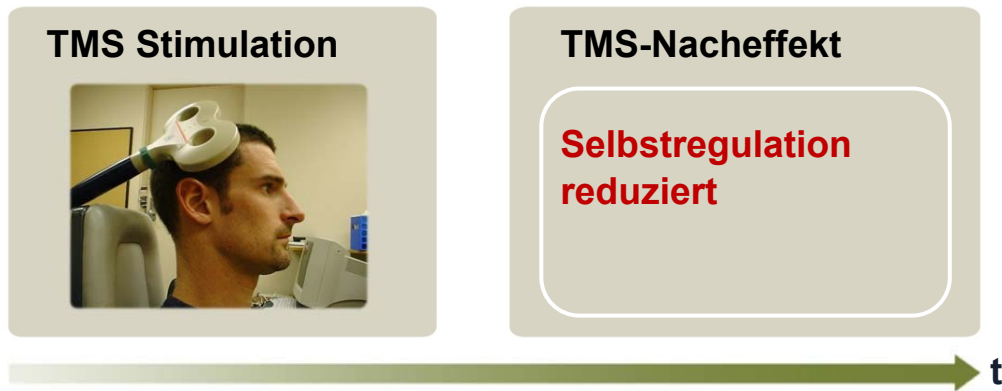 TMS Stimulation
TMS-Nacheffekt
Selbstregulation
reduziert
t